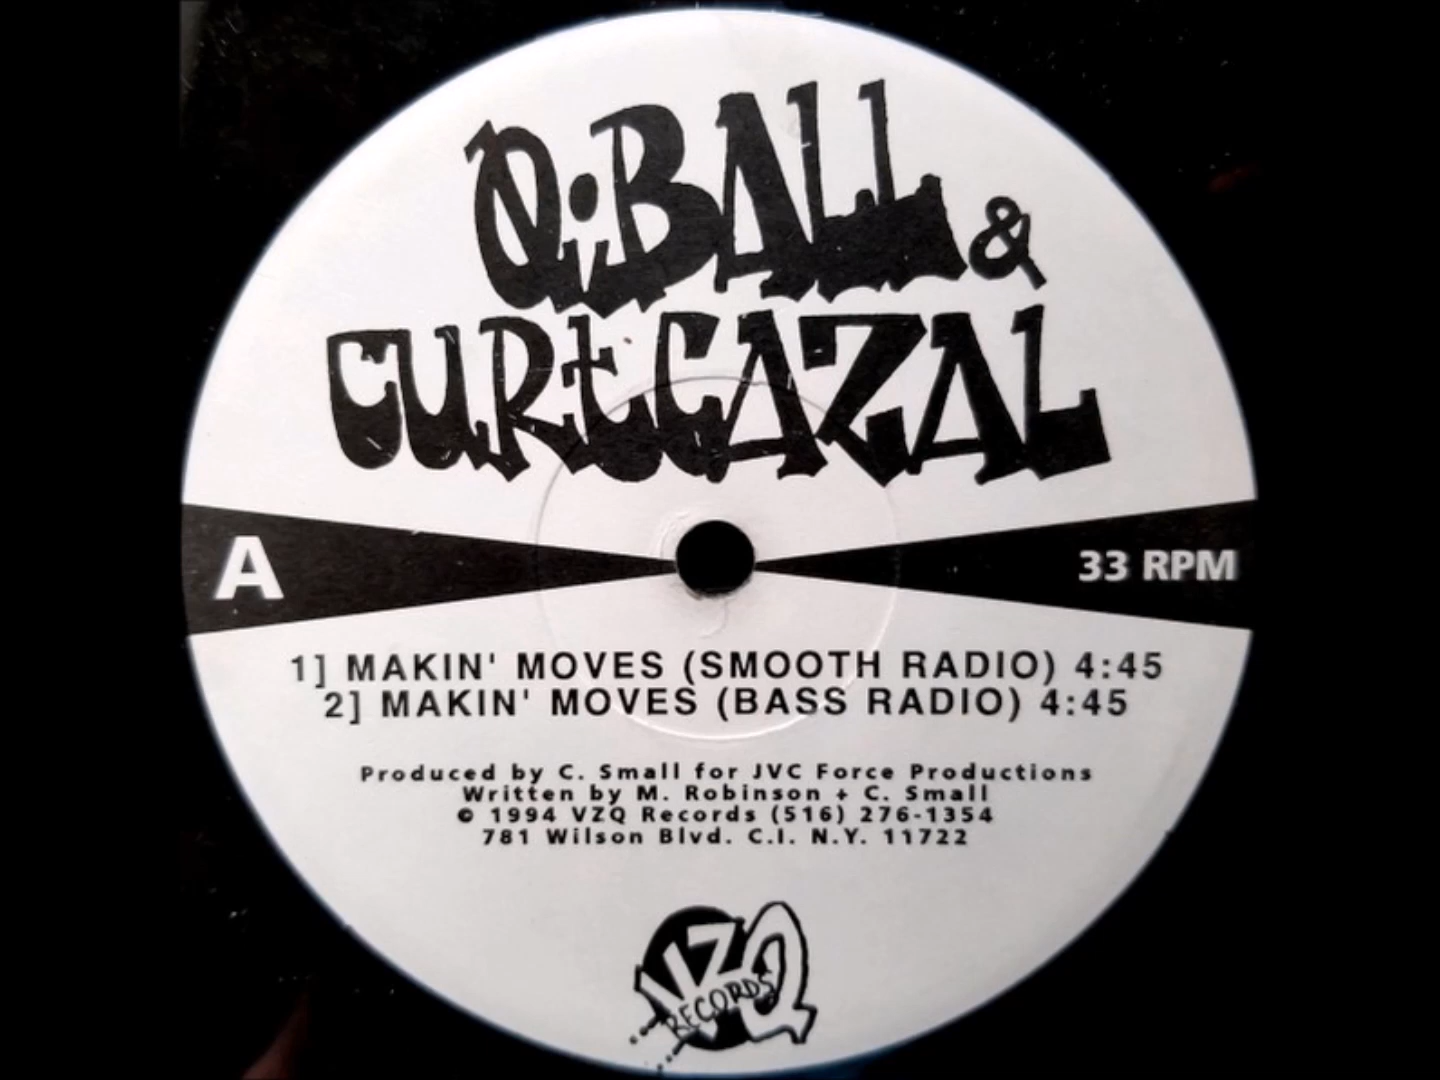 Q-BALL &
CURT CAZAL
A
33 RPM
1] MAKIN' MOVES (SMOOTH RADIO) 4:45
2] MAKIN' MOVES (BASS RADIO) 4:45
Produced by C. Small for JVC Force Productions
Written by M. Robinson + C. Small
© 1994 VZQ Records (516) 276-1354
781 Wilson Blvd. C.I. N.Y. 11722
VZQ
RECORDS